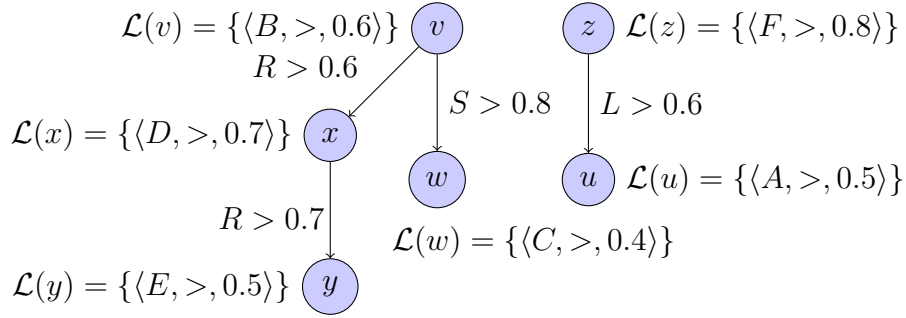 𝓛(v) = {⟨B, >, 0.6⟩} v z 𝓛(z) = {⟨F, >, 0.8⟩}
R > 0.6
S > 0.8 L > 0.6
𝓛(x) = {⟨D, >, 0.7⟩} x
w u 𝓛(u) = {⟨A, >, 0.5⟩}
R > 0.7
𝓛(w) = {⟨C, >, 0.4⟩}
𝓛(y) = {⟨E, >, 0.5⟩} y